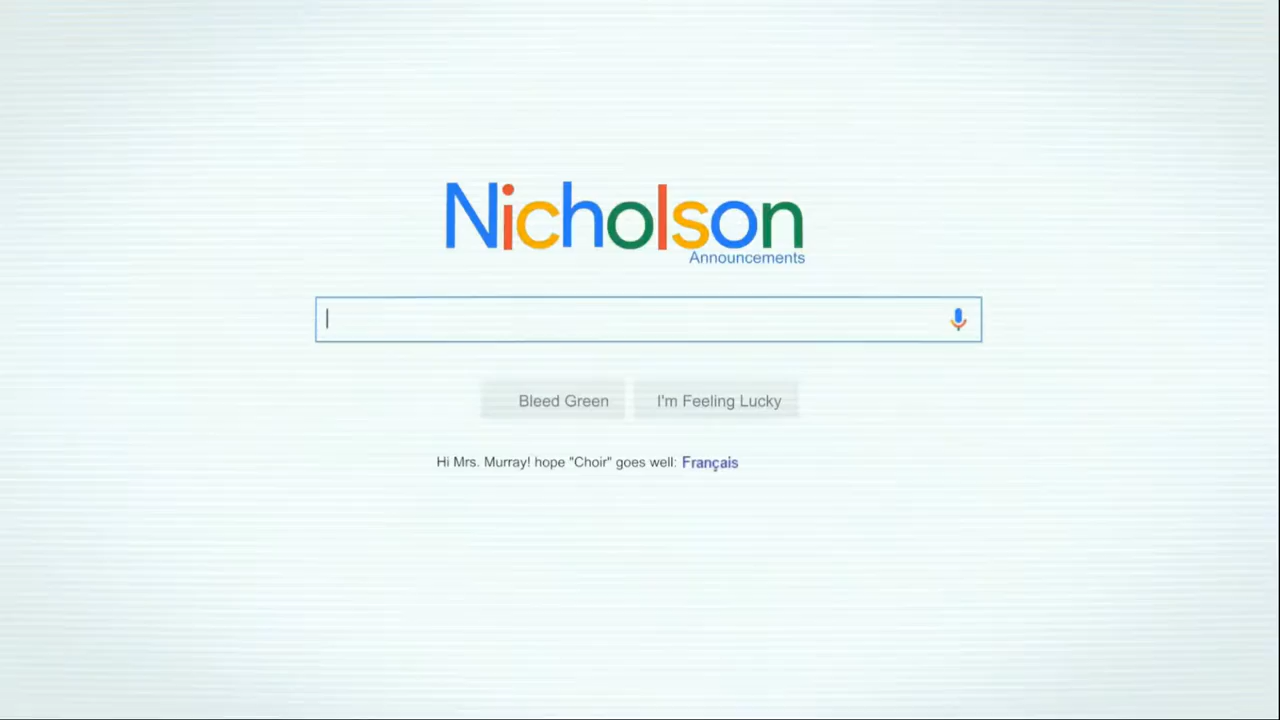 Nicholson
Announcements
Bleed Green I'm Feeling Lucky
Hi Mrs. Murray! hope "Choir" goes well: Français